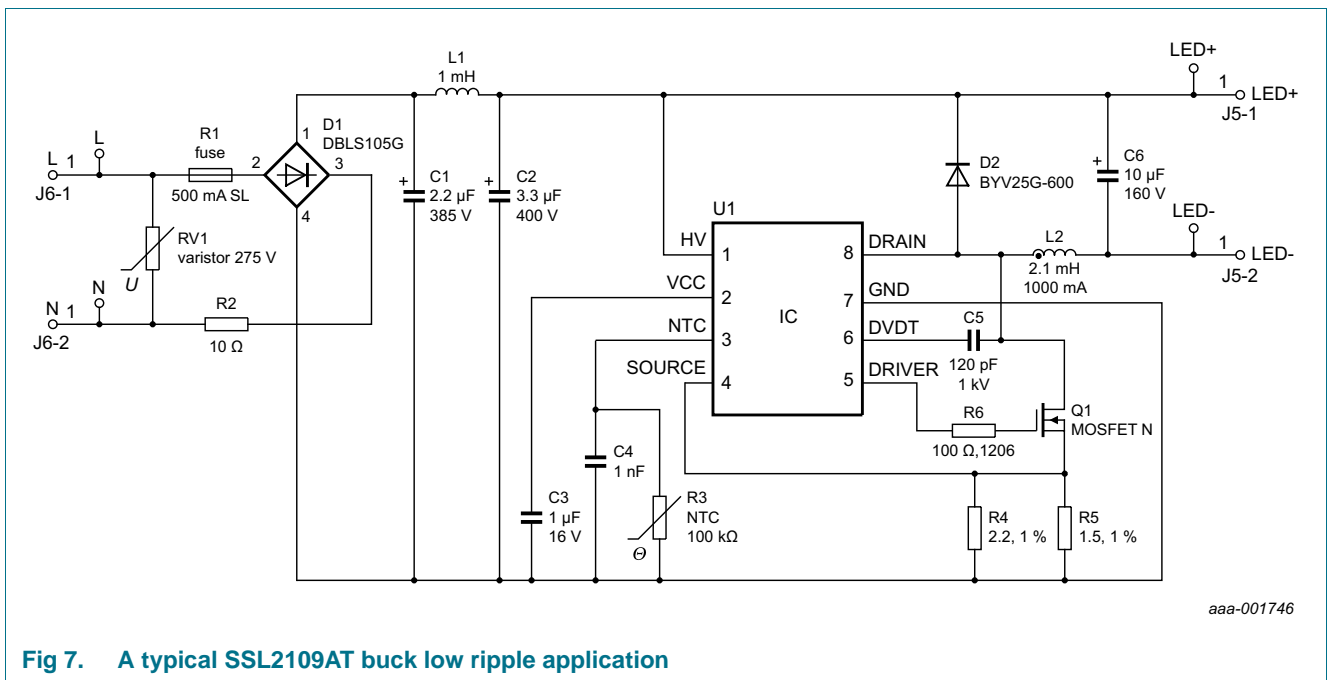 LED+
L1
1 mH
1
LED+
J5-1
D1
DBLS105G
R1
fuse
L
L 1
J6-1
2
1
3
4
500 mA SL
+
C1
2.2 µF
385 V
+
C2
3.3 µF
400 V
D2
BYV25G-600
+
C6
10 µF
160 V
RV1
varistor 275 V
U
N
N 1
J6-2
R2
10 Ω
U1
HV
1
VCC
2
NTC
3
SOURCE
4
IC
8
DRAIN
7
GND
6
DVDT
5
DRIVER
L2
2.1 mH
1000 mA
LED-
1
LED-
J5-2
C5
120 pF
1 kV
R6
100 Ω,1206
Q1
MOSFET N
C4
1 nF
C3
1 µF
16 V
R3
NTC
100 kΩ
Θ
R4
2.2, 1 %
R5
1.5, 1 %
aaa-001746
Fig 7. A typical SSL2109AT buck low ripple application